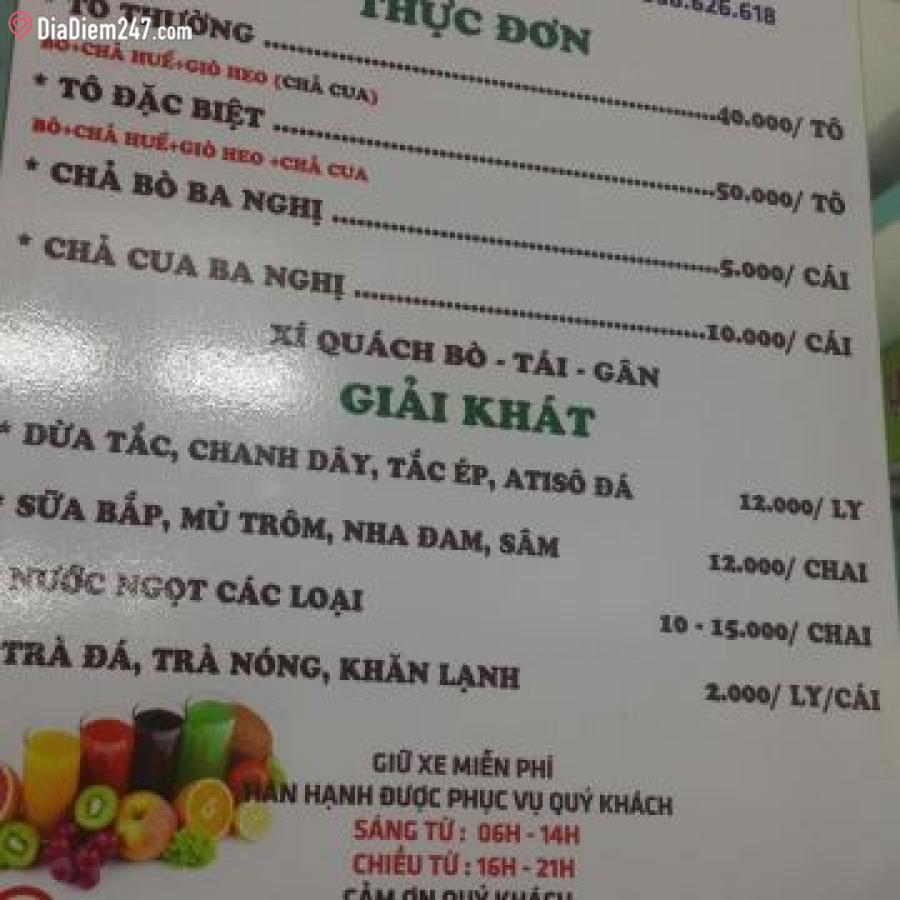 DiaDiem247.com
THỰC ĐƠN
626.618
* TÔ THƯỜNG ........ 40.000/ TÔ
BÒ+CHẢ HUẾ+GIÒ HEO (CHẢ CUA)
* TÔ ĐẶC BIỆT ........ 50.000/ TÔ
BÒ+CHẢ HUẾ+GIÒ HEO +CHẢ CUA
* CHẢ BÒ BA NGHỊ ........ 5.000/ CÁI
* CHẢ CUA BA NGHỊ ........ 10.000/ CÁI
XÍ QUÁCH BÒ - TÁI - GÂN
GIẢI KHÁT
* DỪA TẮC, CHANH DÂY, TẮC ÉP, ATISÔ ĐÁ 12.000/ LY
* SỮA BẮP, MỦ TRÔM, NHA ĐAM, SÂM 12.000/ CHAI
NƯỚC NGỌT CÁC LOẠI 10 - 15.000/ CHAI
TRÀ ĐÁ, TRÀ NÓNG, KHĂN LẠNH 2.000/ LY/CÁI
GIỮ XE MIỄN PHÍ
HÂN HẠNH ĐƯỢC PHỤC VỤ QUÝ KHÁCH
SÁNG TỪ : 06H - 14H
CHIỀU TỪ : 16H - 21H
CẢM ƠN QUÝ KHÁCH